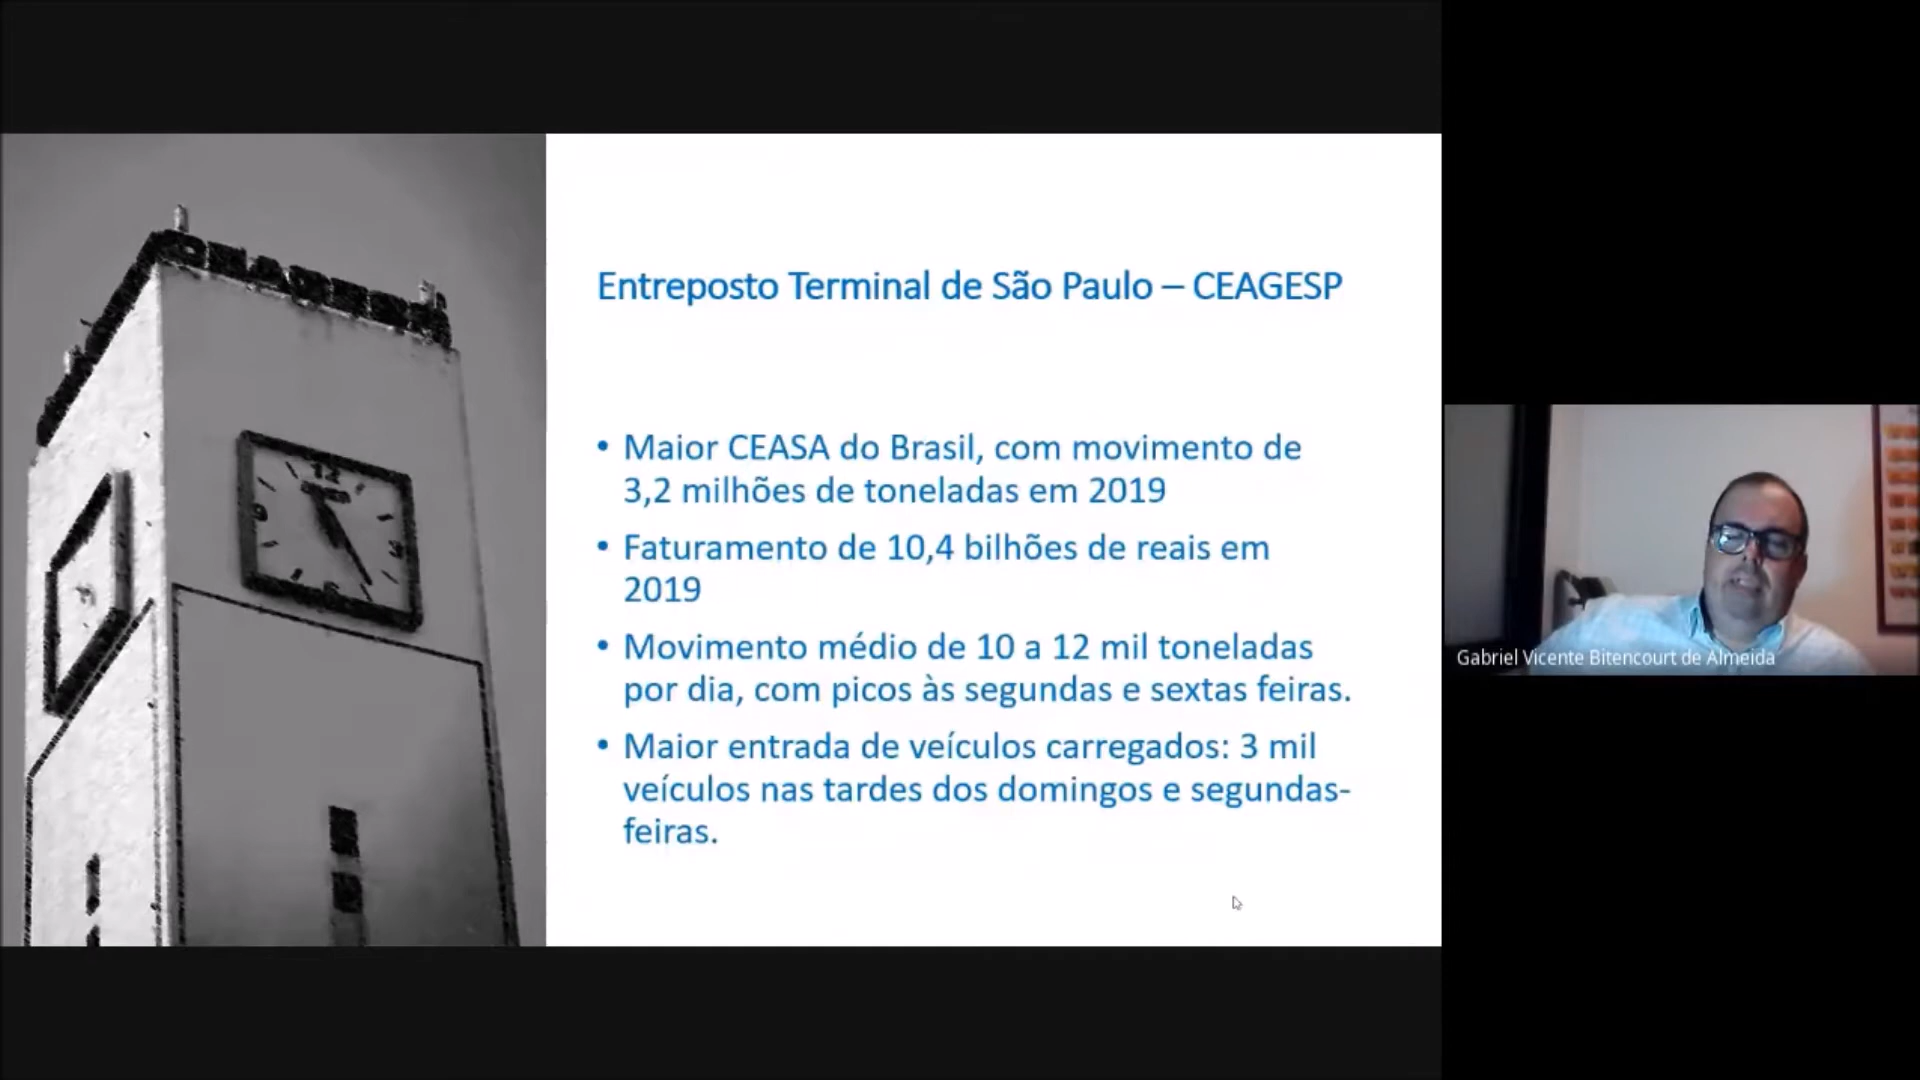 Entreposto Terminal de São Paulo – CEAGESP
• Maior CEASA do Brasil, com movimento de
3,2 milhões de toneladas em 2019
• Faturamento de 10,4 bilhões de reais em
2019
• Movimento médio de 10 a 12 mil toneladas
por dia, com picos às segundas e sextas feiras.
• Maior entrada de veículos carregados: 3 mil
veículos nas tardes dos domingos e segundas-
feiras.
Gabriel Vicente Bitencourt de Almeida
12
9